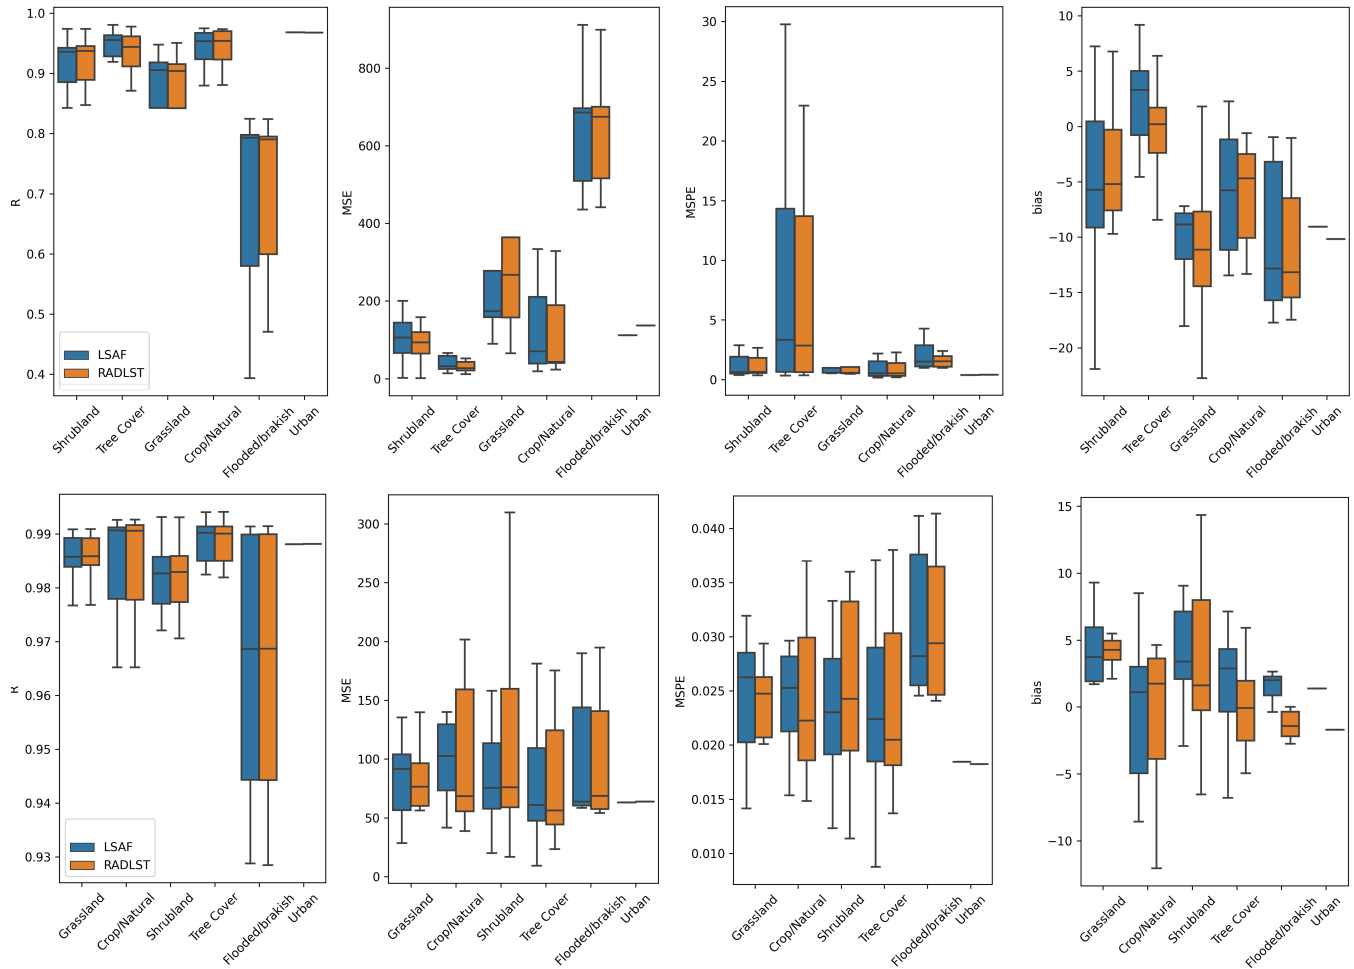 1.0
0.9
0.8
0.7
0.6
0.5
0.4
R
LSAF
RADLST
Shrubland
Tree Cover
Grassland
Crop/Natural
Flooded/brakish
Urban
800
600
400
200
0
MSE
Shrubland
Tree Cover
Grassland
Crop/Natural
Flooded/brakish
Urban
30
25
20
15
10
5
0
MSPE
Shrubland
Tree Cover
Grassland
Crop/Natural
Flooded/brakish
Urban
10
5
0
−5
−10
−15
−20
bias
Shrubland
Tree Cover
Grassland
Crop/Natural
Flooded/brakish
Urban
0.99
0.98
0.97
0.96
0.95
0.94
0.93
R
LSAF
RADLST
Grassland
Crop/Natural
Shrubland
Tree Cover
Flooded/brakish
Urban
300
250
200
150
100
50
0
MSE
Grassland
Crop/Natural
Shrubland
Tree Cover
Flooded/brakish
Urban
0.040
0.035
0.030
0.025
0.020
0.015
0.010
MSPE
Grassland
Crop/Natural
Shrubland
Tree Cover
Flooded/brakish
Urban
15
10
5
0
−5
−10
bias
Grassland
Crop/Natural
Shrubland
Tree Cover
Flooded/brakish
Urban